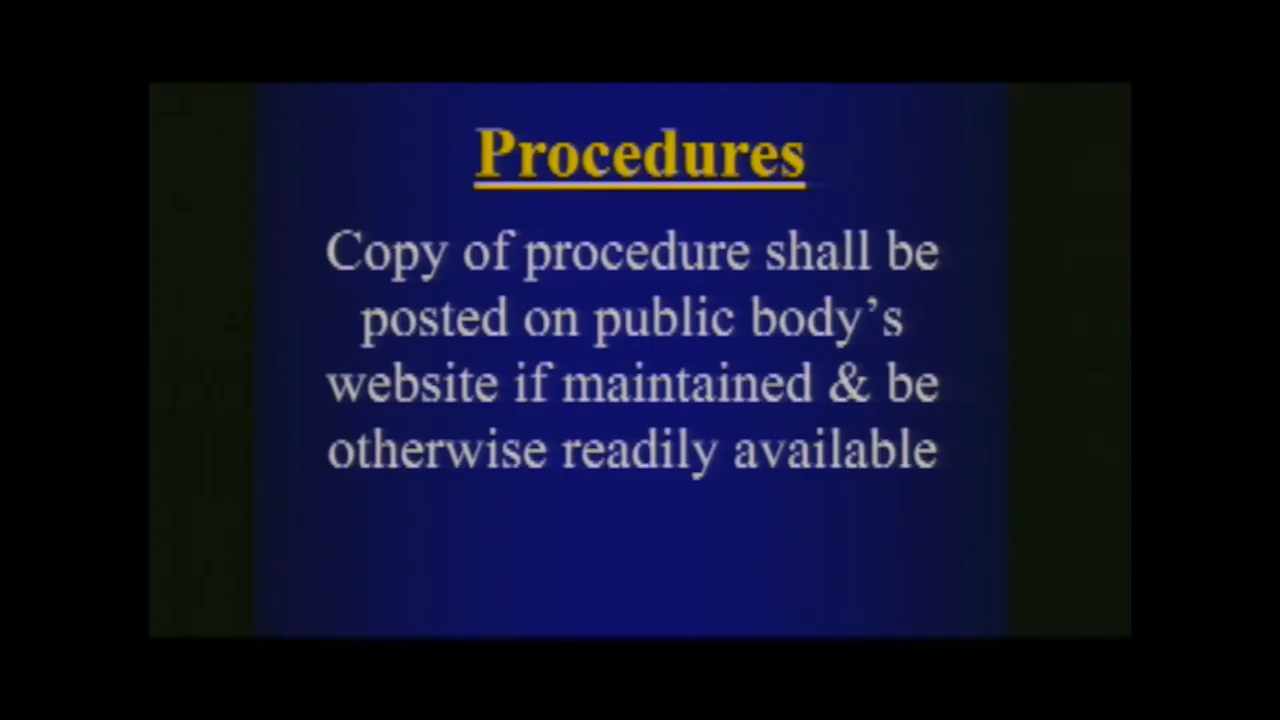 Procedures
Copy of procedure shall be
posted on public body’s
website if maintained & be
otherwise readily available